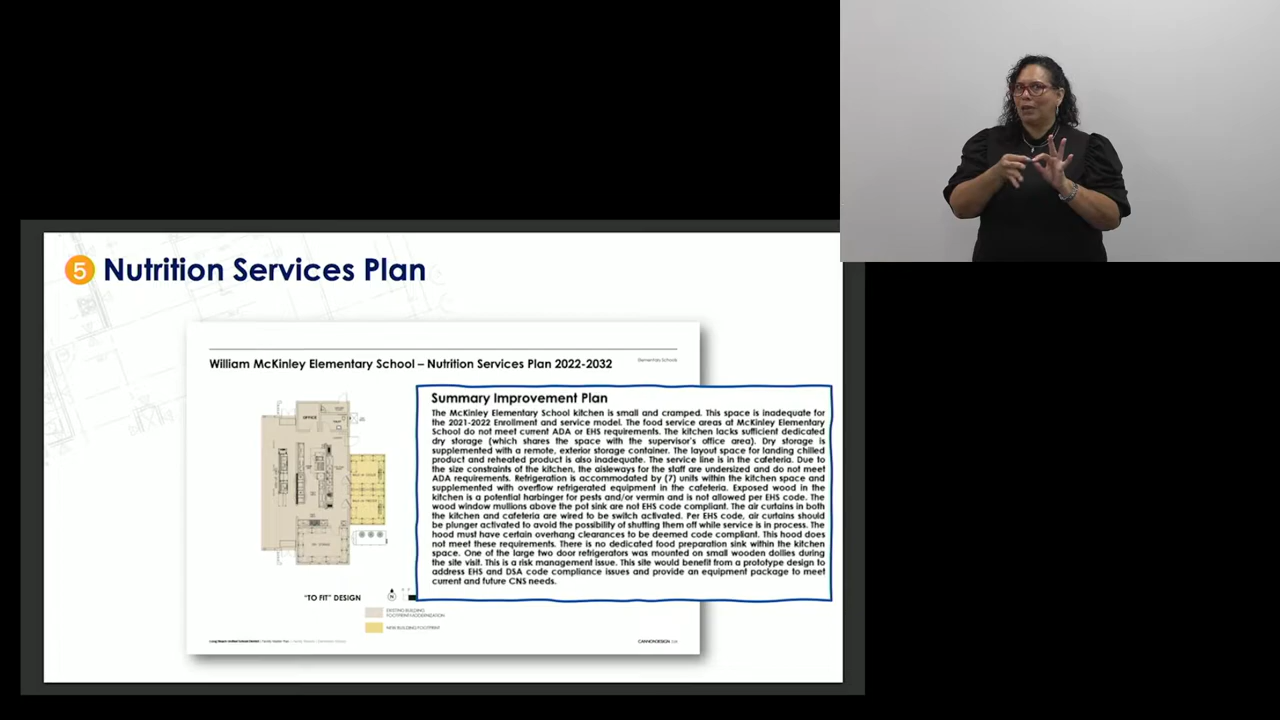 5 Nutrition Services Plan
William McKinley Elementary School – Nutrition Services Plan 2022-2032
Elementary Schools
Summary Improvement Plan
The McKinley Elementary School kitchen is small and cramped. This space is inadequate for
the 2021-2022 Enrollment and service model. The food service areas at McKinley Elementary
School do not meet current ADA or EHS requirements. The kitchen lacks sufficient dedicated
dry storage (which shares the space with the supervisor's office area). Dry storage is
supplemented with a remote, exterior storage container. The layout space for landing chilled
product and reheated product is also inadequate. The service line is in the cafeteria. Due to
the size constraints of the kitchen, the aisleways for the staff are undersized and do not meet
ADA requirements. Refrigeration is accommodated by (7) units within the kitchen space and
supplemented with overflow refrigerated equipment in the cafeteria. Exposed wood in the
kitchen is a potential harbinger for pests and/or vermin and is not allowed per EHS code. The
wood window mullions above the pot sink are not EHS code compliant. The air curtains in both
the kitchen and cafeteria are wired to be switch activated. Per EHS code, air curtains should
be plunger activated to avoid the possibility of shutting them off while service is in process. The
hood must have certain overhang clearances to be deemed code compliant. This hood does
not meet these requirements. There is no dedicated food preparation sink within the kitchen
space. One of the large two door refrigerators was mounted on small wooden dollies during
the site visit. This is a risk management issue. This site would benefit from a prototype design to
address EHS and DSA code compliance issues and provide an equipment package to meet
current and future CNS needs.
OFFICE
"TO FIT" DESIGN
N
EXISTING BUILDING
FOOTPRINT/MODERNIZATION
NEW BUILDING FOOTPRINT
Long Beach Unified School District
CANNONDESIGN